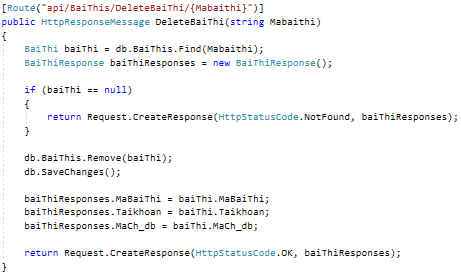 [Route("api/BaiThis/DeleteBaiThi/{Mabaithi}")]
public HttpResponseMessage DeleteBaiThi(string Mabaithi)
{
BaiThi baiThi = db.BaiThis.Find(Mabaithi);
BaiThiResponse baiThiResponses = new BaiThiResponse();
if (baiThi == null)
{
return Request.CreateResponse(HttpStatusCode.NotFound, baiThiResponses);
}
db.BaiThis.Remove(baiThi);
db.SaveChanges();
baiThiResponses.MaBaiThi = baiThi.MaBaiThi;
baiThiResponses.Taikhoan = baiThi.Taikhoan;
baiThiResponses.MaCh_db = baiThi.MaCh_db;
return Request.CreateResponse(HttpStatusCode.OK, baiThiResponses);
}